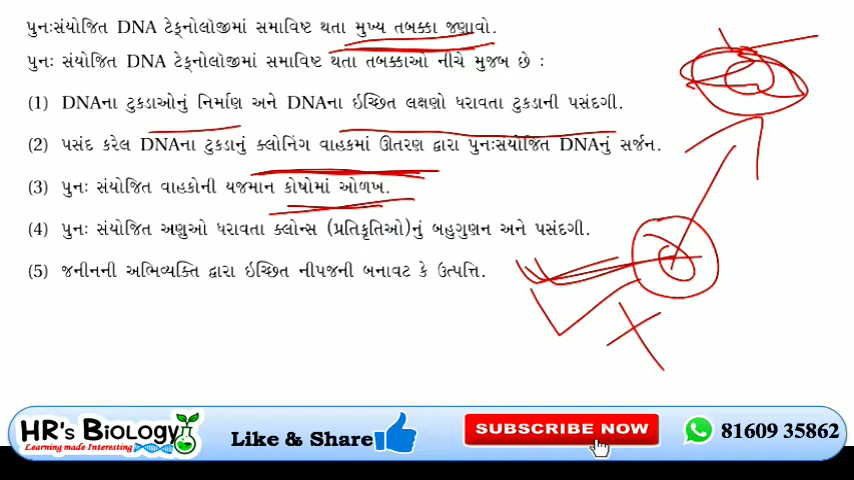 પુનઃસંયોજિત DNA ટેક્નોલૉજીમાં સમાવિષ્ટ થતા મુખ્ય તબક્કા જણાવો.
પુનઃ સંયોજિત DNA ટેક્નોલૉજીમાં સમાવિષ્ટ થતા તબક્કાઓ નીચે મુજબ છે :
(1) DNAના ટુકડાઓનું નિર્માણ અને DNAના ઇચ્છિત લક્ષણો ધરાવતા ટુકડાની પસંદગી.
(2) પસંદ કરેલ DNAના ટુકડાનું ક્લોનિંગ વાહકમાં ઊતરણ દ્વારા પુનઃસંયોજિત DNAનું સર્જન.
(3) પુનઃ સંયોજિત વાહકોની યજમાન કોષોમાં ઓળખ.
(4) પુનઃ સંયોજિત અણુઓ ધરાવતા ક્લોન્સ (પ્રતિકૃતિઓ)નું બહુગુણન અને પસંદગી.
(5) જનીનની અભિવ્યક્તિ દ્વારા ઇચ્છિત નીપજની બનાવટ કે ઉત્પત્તિ.
HR's BIOLOGY
Learning made Interesting
Like & Share
SUBSCRIBE NOW
81609 35862